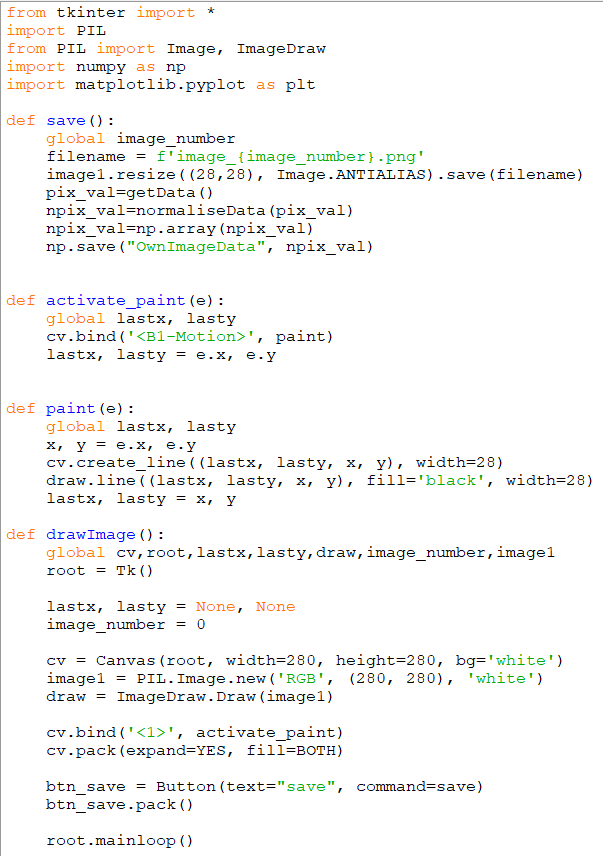 from tkinter import *
import PIL
from PIL import Image, ImageDraw
import numpy as np
import matplotlib.pyplot as plt

def save():
    global image_number
    filename = f'image_{image_number}.png'
    image1.resize((28,28), Image.ANTIALIAS).save(filename)
    pix_val=getData()
    npix_val=normaliseData(pix_val)
    npix_val=np.array(npix_val)
    np.save("OwnImageData", npix_val)


def activate_paint(e):
    global lastx, lasty
    cv.bind('<B1-Motion>', paint)
    lastx, lasty = e.x, e.y


def paint(e):
    global lastx, lasty
    x, y = e.x, e.y
    cv.create_line((lastx, lasty, x, y), width=28)
    draw.line((lastx, lasty, x, y), fill='black', width=28)
    lastx, lasty = x, y

def drawImage():
    global cv,root,lastx,lasty,draw,image_number,image1
    root = Tk()

    lastx, lasty = None, None
    image_number = 0

    cv = Canvas(root, width=280, height=280, bg='white')
    image1 = PIL.Image.new('RGB', (280, 280), 'white')
    draw = ImageDraw.Draw(image1)

    cv.bind('<1>', activate_paint)
    cv.pack(expand=YES, fill=BOTH)

    btn_save = Button(text="save", command=save)
    btn_save.pack()

    root.mainloop()